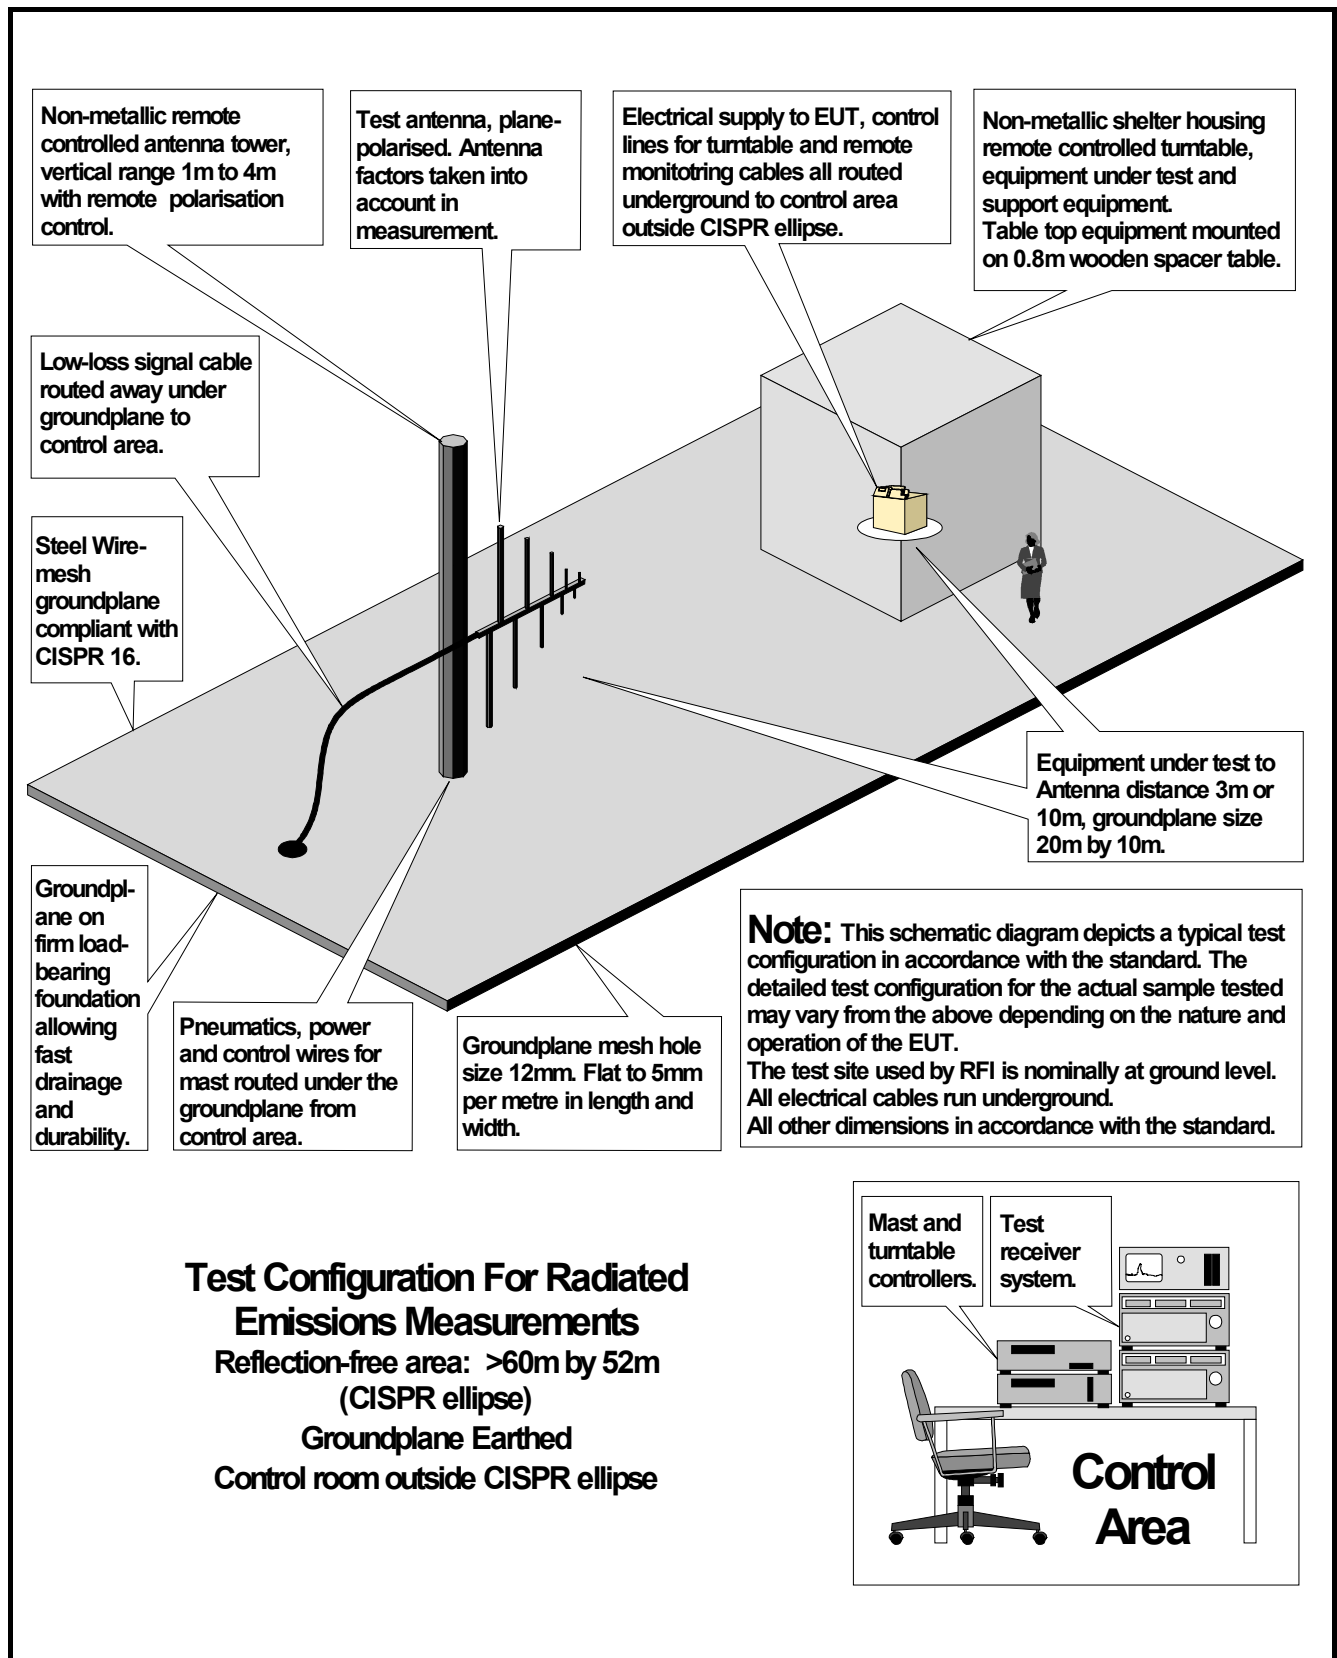 Non-metallic remote
controlled antenna tower,
vertical range 1m to 4m
with remote polarisation
control.
Test antenna, plane-
polarised. Antenna
factors taken into
account in
measurement.
Electrical supply to EUT, control
lines for turntable and remote
monitotring cables all routed
underground to control area
outside CISPR ellipse.
Non-metallic shelter housing
remote controlled turntable,
equipment under test and
support equipment.
Table top equipment mounted
on 0.8m wooden spacer table.
Low-loss signal cable
routed away under
groundplane to
control area.
Steel Wire-
mesh
groundplane
compliant with
CISPR 16.
Equipment under test to
Antenna distance 3m or
10m, groundplane size
20m by 10m.
Groundpl-
ane on
firm load-
bearing
foundation
allowing
fast
drainage
and
durability.
Pneumatics, power
and control wires for
mast routed under the
groundplane from
control area.
Groundplane mesh hole
size 12mm. Flat to 5mm
per metre in length and
width.
Note: This schematic diagram depicts a typical test
configuration in accordance with the standard. The
detailed test configuration for the actual sample tested
may vary from the above depending on the nature and
operation of the EUT.
The test site used by RFI is nominally at ground level.
All electrical cables run underground.
All other dimensions in accordance with the standard.
Test Configuration For Radiated
Emissions Measurements
Reflection-free area: >60m by 52m
(CISPR ellipse)
Groundplane Earthed
Control room outside CISPR ellipse
Mast and
turntable
controllers.
Test
receiver
system.
Control
Area